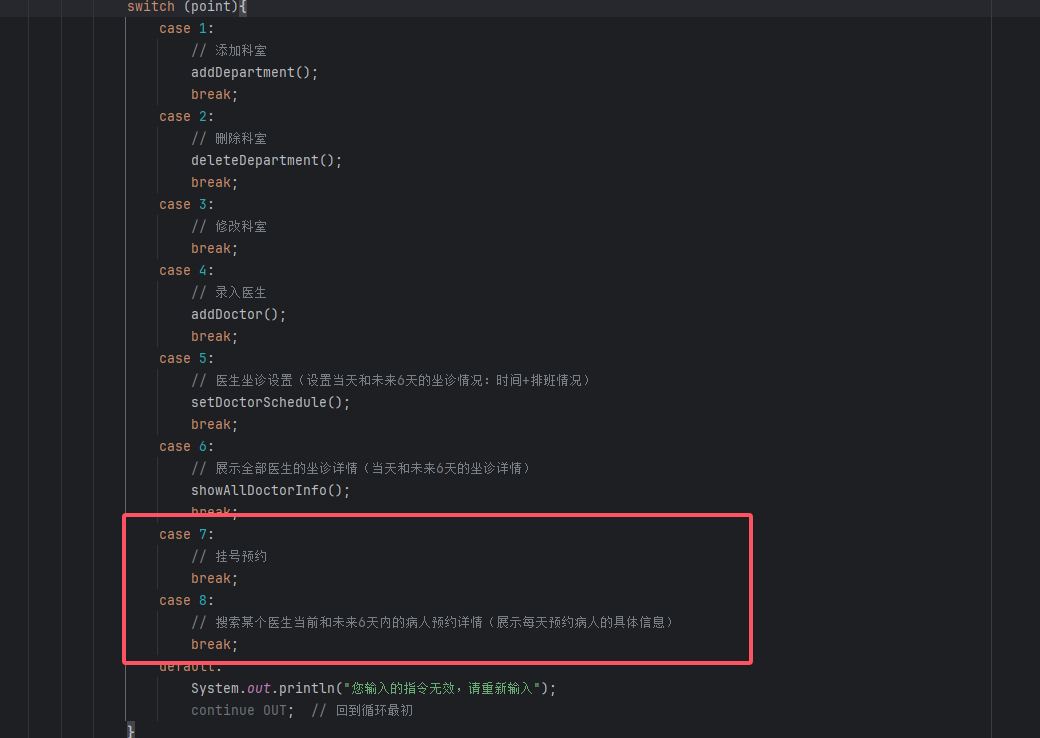 switch (point){
case 1:
// 添加科室
addDepartment();
break;
case 2:
// 删除科室
deleteDepartment();
break;
case 3:
// 修改科室
break;
case 4:
// 录入医生
addDoctor();
break;
case 5:
// 医生坐诊设置（设置当天和未来6天的坐诊情况：时间+排班情况）
setDoctorSchedule();
break;
case 6:
// 展示全部医生的坐诊详情（当天和未来6天的坐诊详情）
showAllDoctorInfo();
break;
case 7:
// 挂号预约
break;
case 8:
// 搜索某个医生当前和未来6天内的病人预约详情（展示每天预约病人的具体信息）
break;
default:
System.out.println("您输入的指令无效，请重新输入");
continue OUT;  // 回到循环最初
}